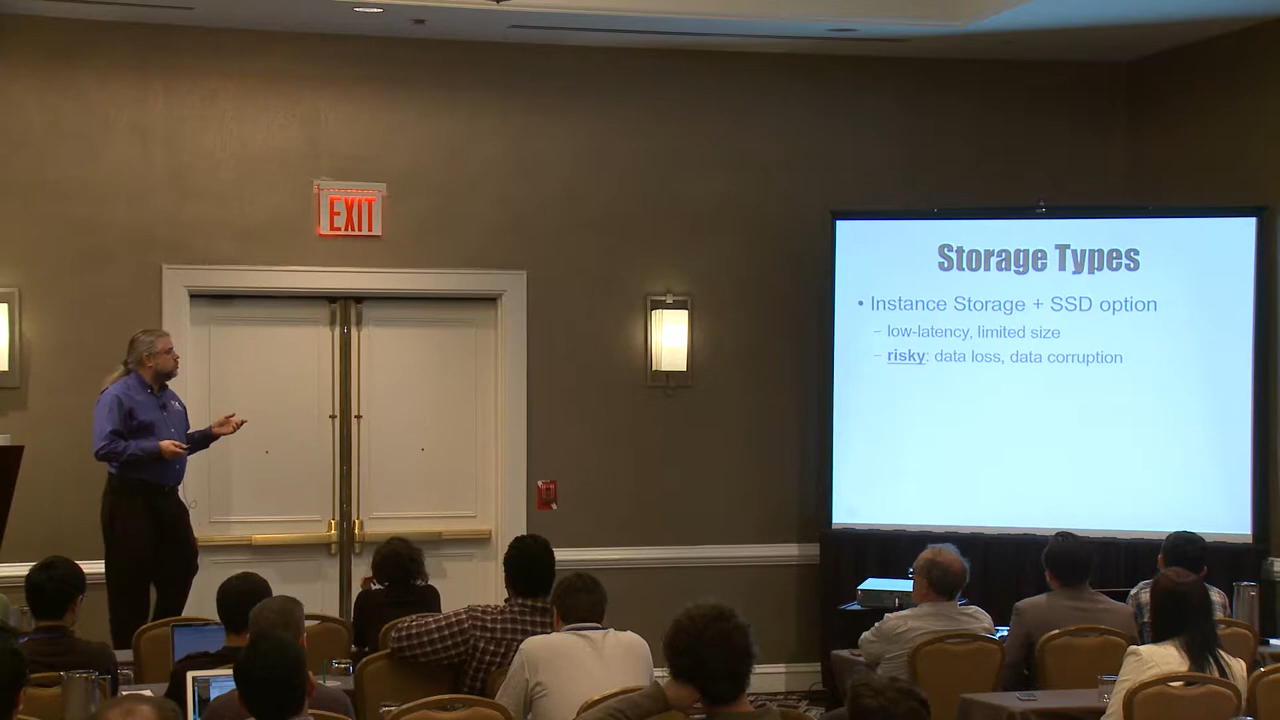 EXIT
Storage Types
• Instance Storage + SSD option
– low-latency, limited size
– risky: data loss, data corruption